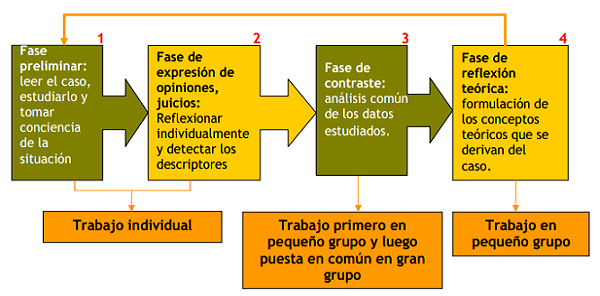 1
Fase
preliminar:
leer el caso,
estudiarlo y
tomar
conciencia
de la
situación
2
Fase de
expresión de
opiniones,
juicios:
Reflexionar
individualmente
y detectar los
descriptores
3
Fase de
contraste:
análisis común
de los datos
estudiados.
4
Fase de
reflexión
teórica:
formulación de
los conceptos
teóricos que se
derivan del
caso.
Trabajo individual
Trabajo primero en
pequeño grupo y luego
puesta en común en gran
grupo
Trabajo en
pequeño grupo